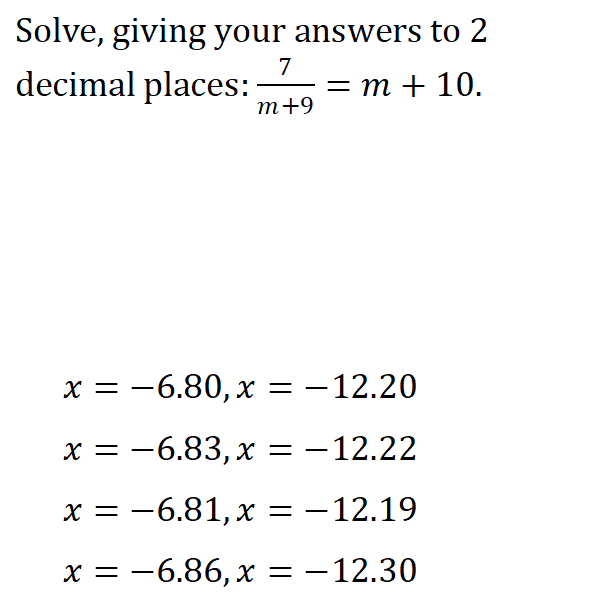 Solve, giving your answers to 2
decimal places: \frac{7}{m+9} = m + 10.
x = −6.80, x = −12.20
x = −6.83, x = −12.22
x = −6.81, x = −12.19
x = −6.86, x = −12.30